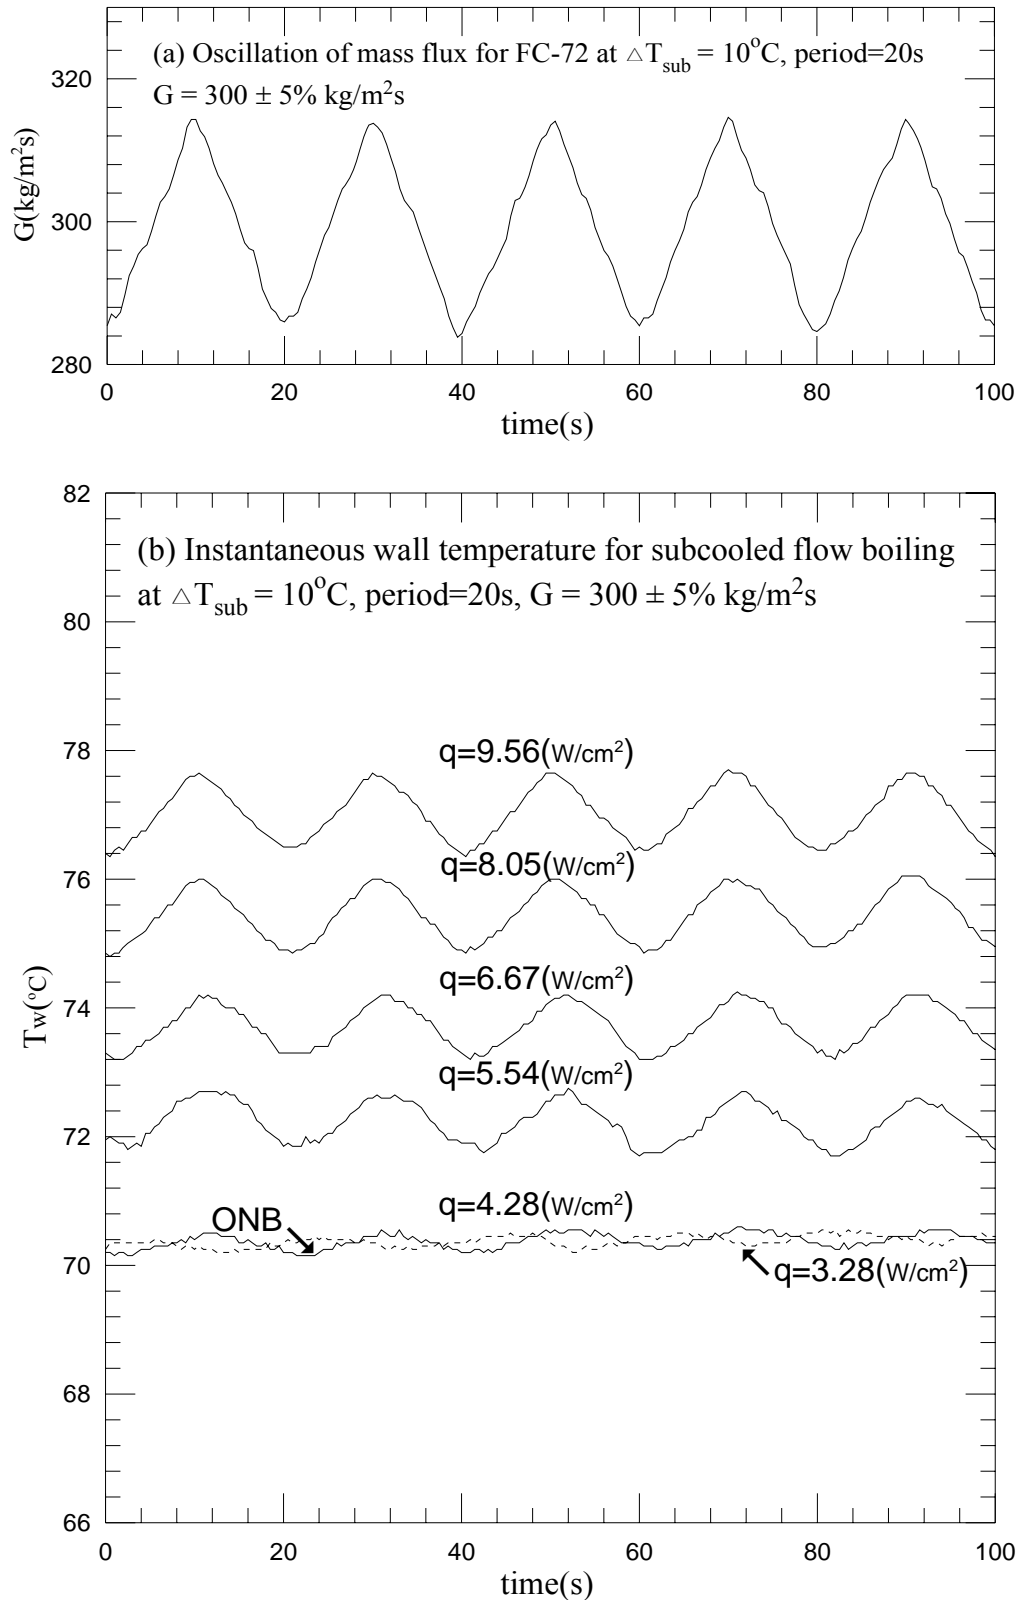 (a) Oscillation of mass flux for FC-72 at △T_sub = 10°C, period=20s
G = 300 ± 5% kg/m²s
320
300
280
G(kg/m²s)
0 20 40 60 80 100
time(s)
82
(b) Instantaneous wall temperature for subcooled flow boiling
at △T_sub = 10°C, period=20s, G = 300 ± 5% kg/m²s
80
78
q=9.56(W/cm²)
76
q=8.05(W/cm²)
74
q=6.67(W/cm²)
Tw(°C)
q=5.54(W/cm²)
72
q=4.28(W/cm²)
ONB
70
q=3.28(W/cm²)
68
66
0 20 40 60 80 100
time(s)